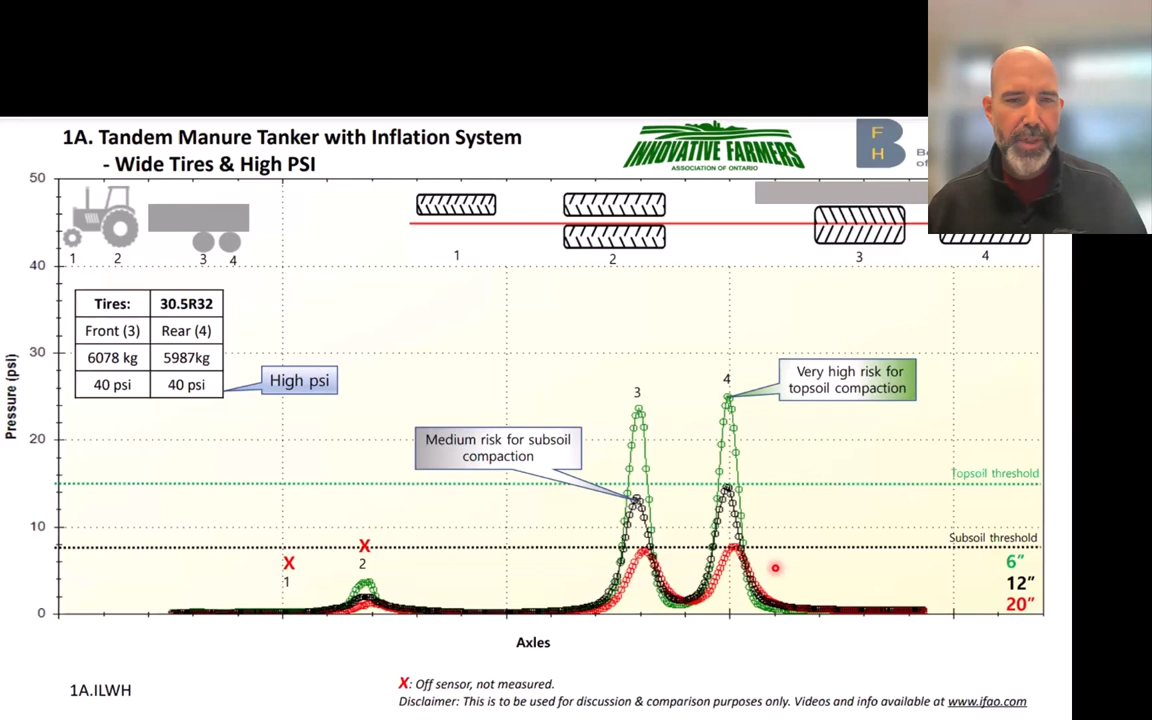 1A. Tandem Manure Tanker with Inflation System
- Wide Tires & High PSI
INNOVATIVE FARMERS
ASSOCIATION OF ONTARIO
F
H
B
of
50
40
30
20
10
0
Pressure (psi)
1 2 3 4
1 2 3 4
Tires: 30.5R32
Front (3) Rear (4)
6078 kg 5987kg
40 psi 40 psi
High psi
Medium risk for subsoil
compaction
Very high risk for
topsoil compaction
3
4
Topsoil threshold
Subsoil threshold
X
1
X
2
6”
12”
20”
Axles
1A.ILWH
X: Off sensor, not measured.
Disclaimer: This is to be used for discussion & comparison purposes only. Videos and info available at www.ifao.com